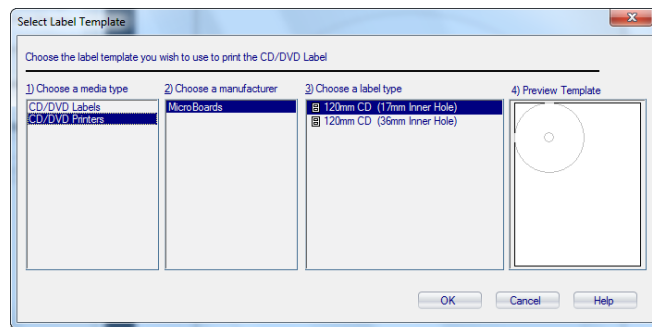 Select Label Template
Choose the label template you wish to use to print the CD/DVD Label
1) Choose a media type
2) Choose a manufacturer
3) Choose a label type
4) Preview Template
CD/DVD Labels
CD/DVD Printers
MicroBoards
120mm CD (17mm Inner Hole)
120mm CD (36mm Inner Hole)
OK
Cancel
Help